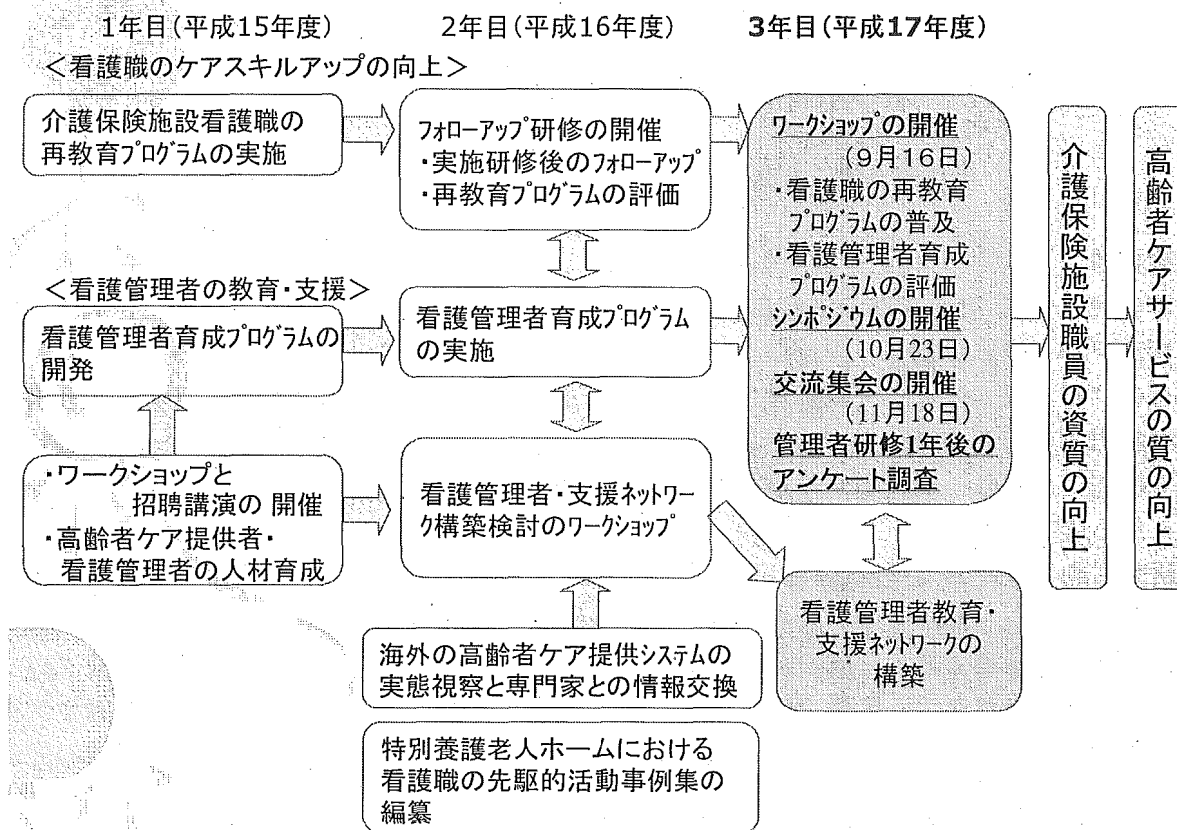 1年目(平成15年度)
2年目(平成16年度)
3年目(平成17年度)
＜看護職のケアスキルアップの向上＞
介護保険施設看護職の
再教育プログラムの実施
フォローアップ研修の開催
・実施研修後のフォローアップ
・再教育プログラムの評価
＜看護管理者の教育・支援＞
看護管理者育成プログラムの
開発
看護管理者育成プログラム
の実施
・ワークショップと
招聘講演の 開催
・高齢者ケア提供者・
看護管理者の人材育成
看護管理者・支援ネットワー
ク構築検討のワークショップ
海外の高齢者ケア提供システムの
実態視察と専門家との情報交換
特別養護老人ホームにおける
看護職の先駆的活動事例集の
編纂
ワークショップの開催
(9月16日)
・看護職の再教育
プログラムの普及
・看護管理者育成
プログラムの評価
シンポジウムの開催
(10月23日)
交流集会の開催
(11月18日)
管理者研修1年後の
アンケート調査
看護管理者教育・
支援ネットワークの
構築
介護保険施設職員の資質の向上
高齢者ケアサービスの質の向上